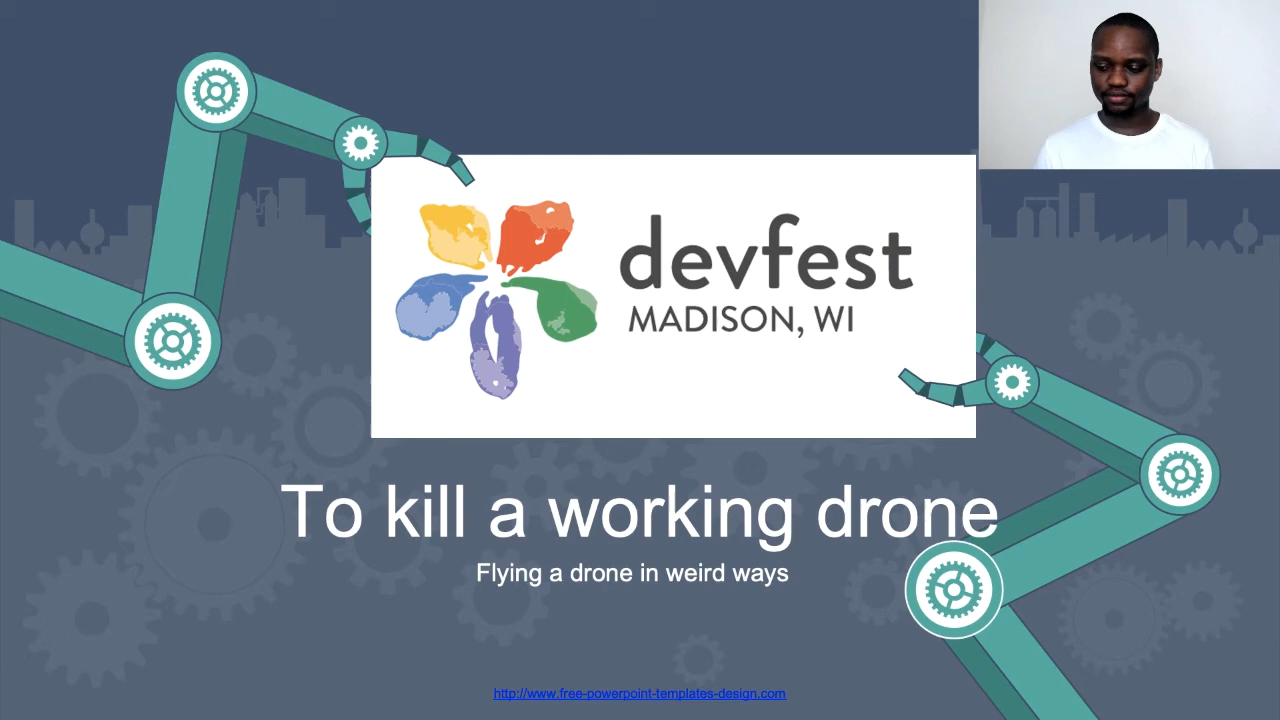 devfest
MADISON, WI
To kill a working drone
Flying a drone in weird ways
http://www.free-powerpoint-templates-design.com